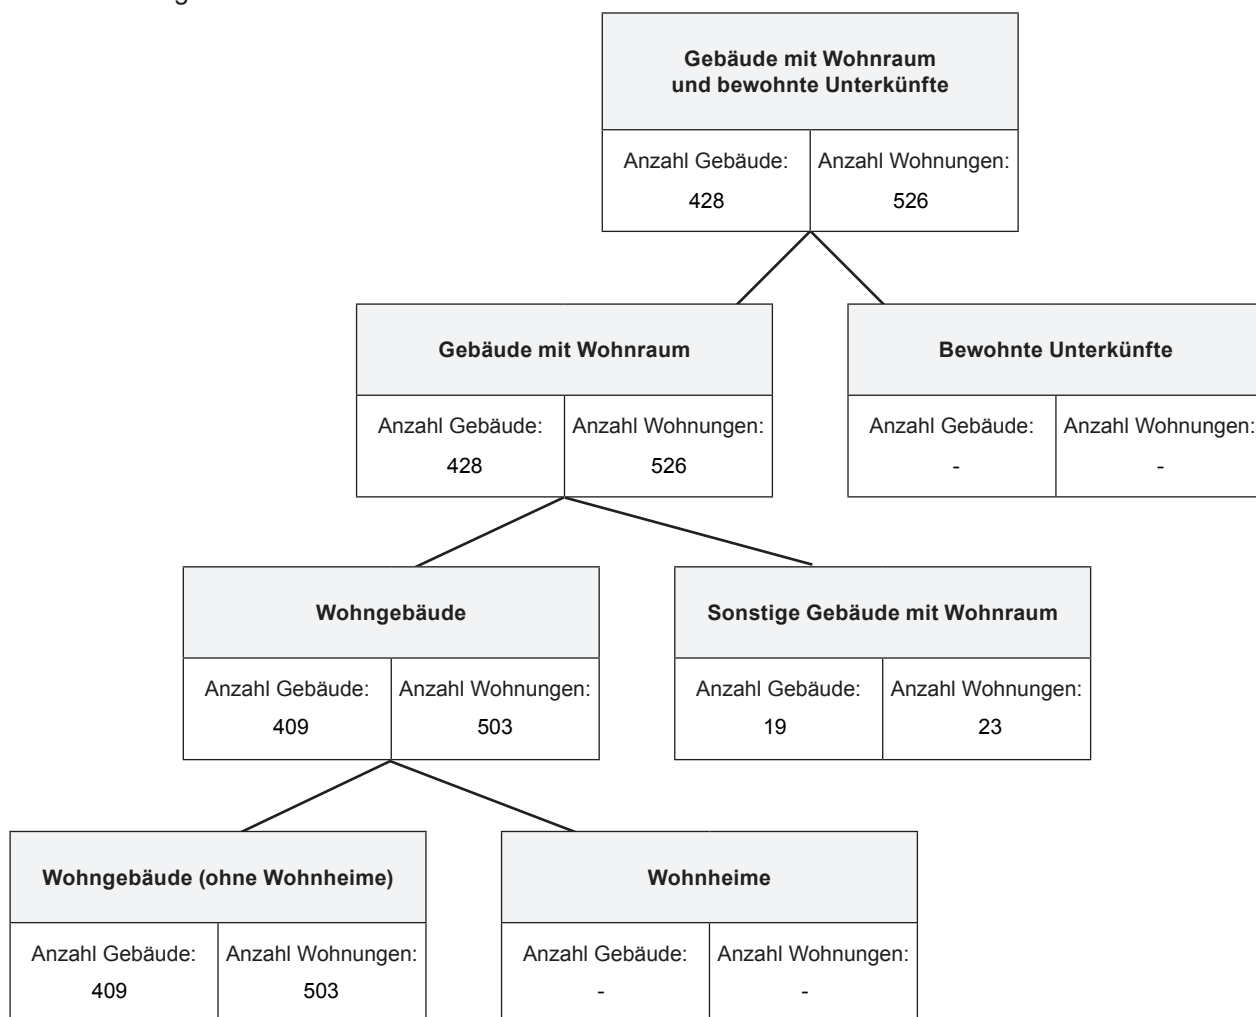 Gebäude mit Wohnraum
und bewohnte Unterkünfte
Anzahl Gebäude: Anzahl Wohnungen:
428 526
Gebäude mit Wohnraum Bewohnte Unterkünfte
Anzahl Gebäude: Anzahl Wohnungen: Anzahl Gebäude: Anzahl Wohnungen:
428 526 - -
Wohngebäude Sonstige Gebäude mit Wohnraum
Anzahl Gebäude: Anzahl Wohnungen: Anzahl Gebäude: Anzahl Wohnungen:
409 503 19 23
Wohngebäude (ohne Wohnheime) Wohnheime
Anzahl Gebäude: Anzahl Wohnungen: Anzahl Gebäude: Anzahl Wohnungen:
409 503 - -